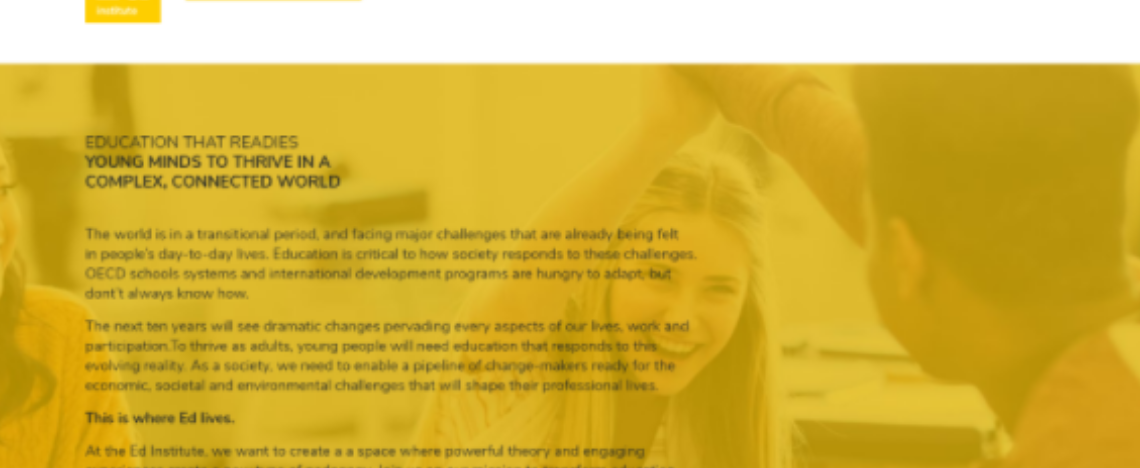 institute
EDUCATION THAT READIES
YOUNG MINDS TO THRIVE IN A
COMPLEX, CONNECTED WORLD
The world is in a transitional period, and facing major challenges that are already being felt
in people's day-to-day lives. Education is critical to how society responds to these challenges.
OECD schools systems and international development programs are hungry to adapt, but
dont't always know how.
The next ten years will see dramatic changes pervading every aspects of our lives, work and
participation.To thrive as adults, young people will need education that responds to this
evolving reality. As a society, we need to enable a pipeline of change-makers ready for the
economic, societal and environmental challenges that will shape their professional lives.
This is where Ed lives.
At the Ed Institute, we want to create a a space where powerful theory and engaging